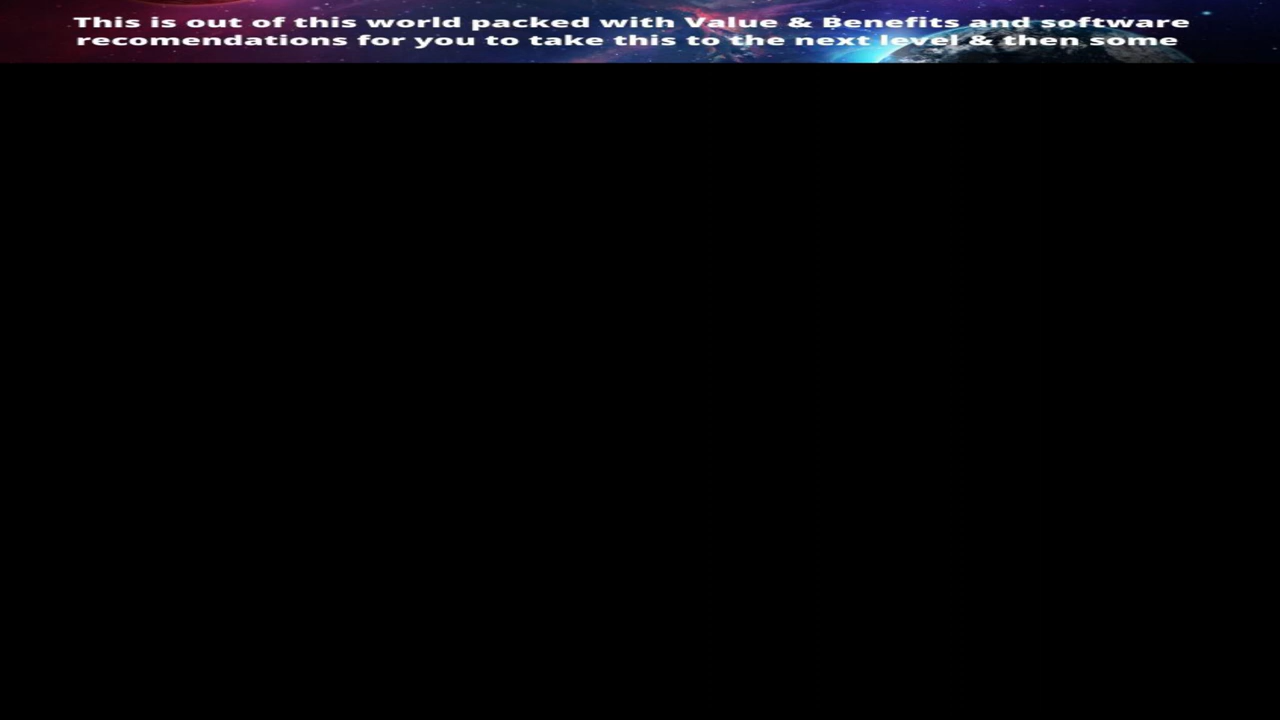 This is out of this world packed with Value & Benefits and software
recomendations for you to take this to the next level & then some